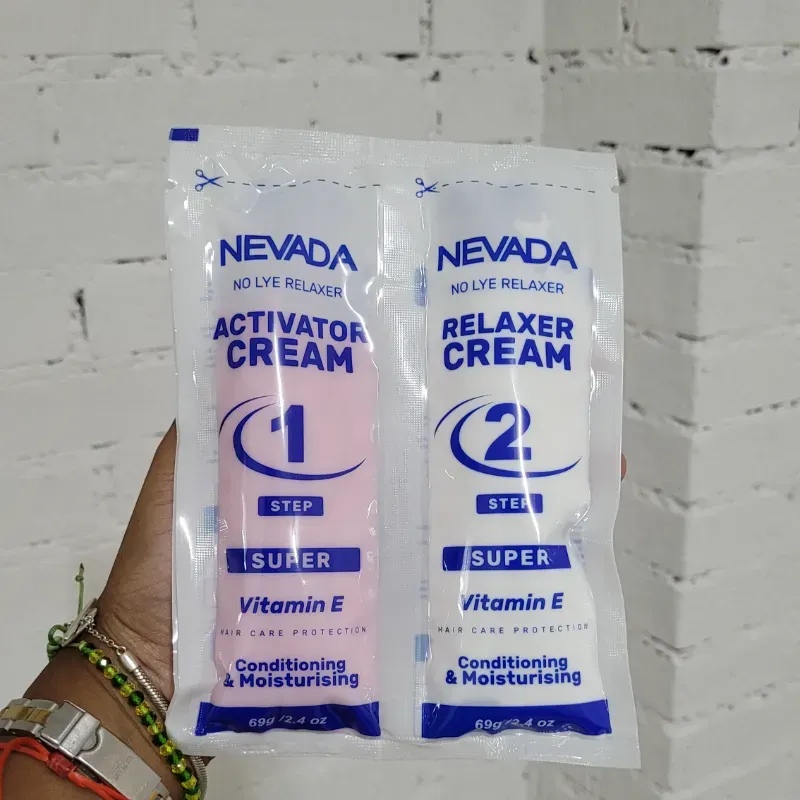 NEVADA
NO LYE RELAXER
ACTIVATOR
CREAM
1
STEP
SUPER
Vitamin E
HAIR CARE PROTECTION
Conditioning
& Moisturising
69g/2.4 oz
NEVADA
NO LYE RELAXER
RELAXER
CREAM
2
STEP
SUPER
Vitamin E
HAIR CARE PROTECTION
Conditioning
& Moisturising
69g/2.4 oz